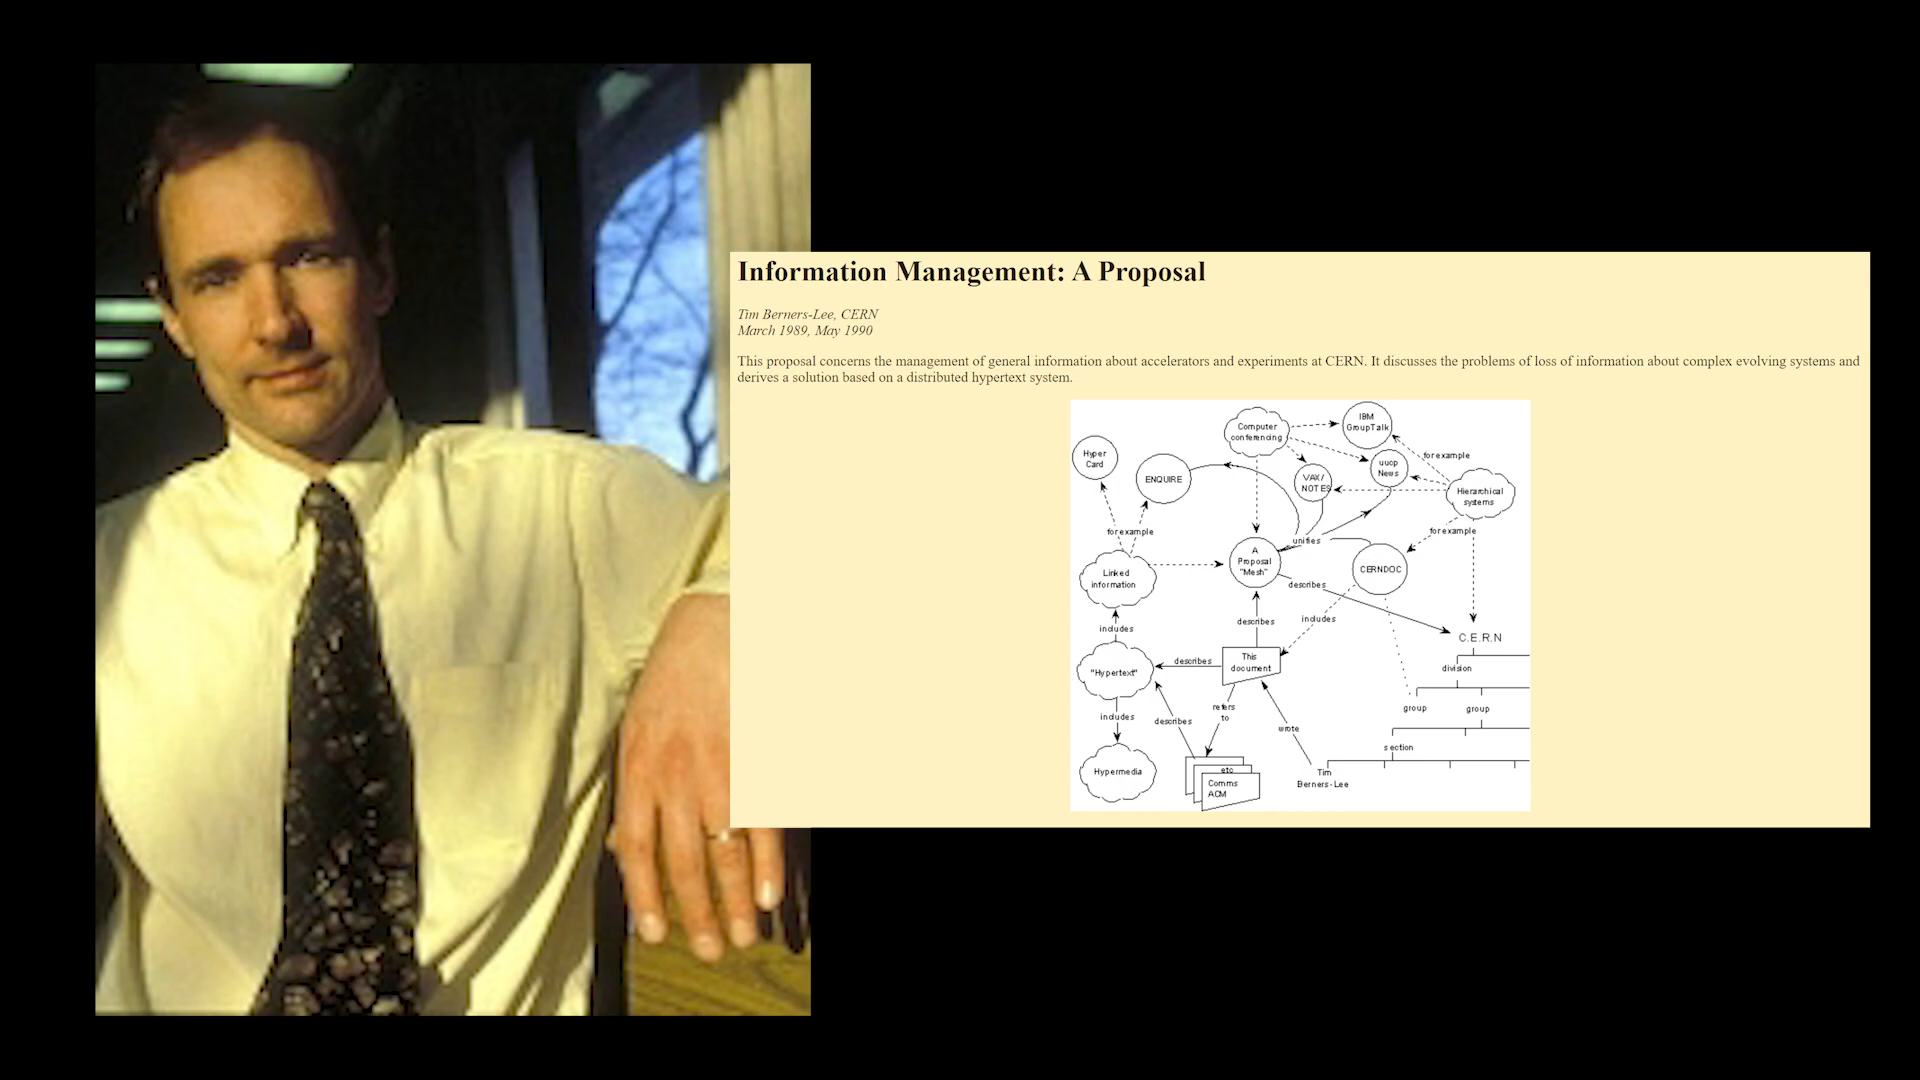 Information Management: A Proposal
Tim Berners-Lee, CERN
March 1989, May 1990
This proposal concerns the management of general information about accelerators and experiments at CERN. It discusses the problems of loss of information about complex evolving systems and
derives a solution based on a distributed hypertext system.
IBM
GroupTalk
Computer
conferencing
Hyper
Card
for example
uucp
News
ENQUIRE
VAX/
NOTES
Hierarchical
systems
for example
for example
unifies
A
Proposal
"Mesh"
CERNDOC
Linked
information
describes
includes
describes
includes
C.E.R.N
This
document
describes
division
"Hypertext"
refers
to
group
group
includes
describes
wrote
section
Hypermedia
etc
Tim
Berners-Lee
Comms
ACM